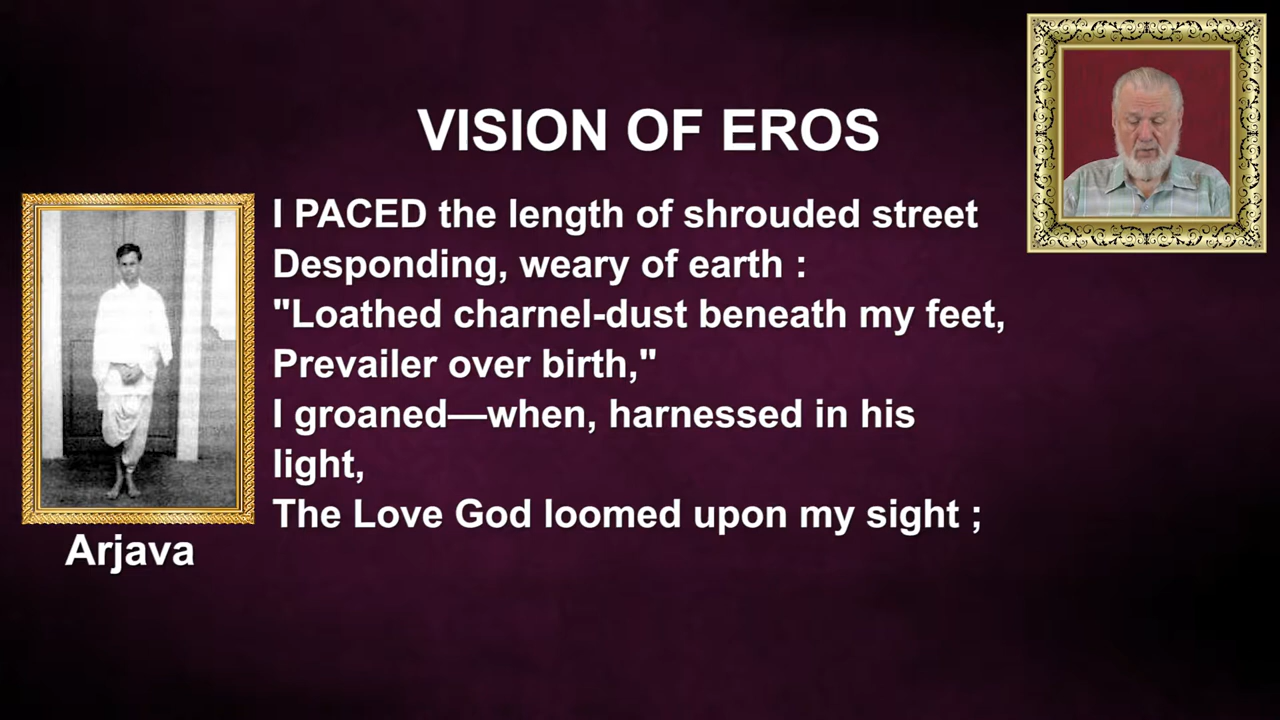 VISION OF EROS
I PACED the length of shrouded street
Desponding, weary of earth :
"Loathed charnel-dust beneath my feet,
Prevailer over birth,"
I groaned—when, harnessed in his
light,
The Love God loomed upon my sight ;
Arjava